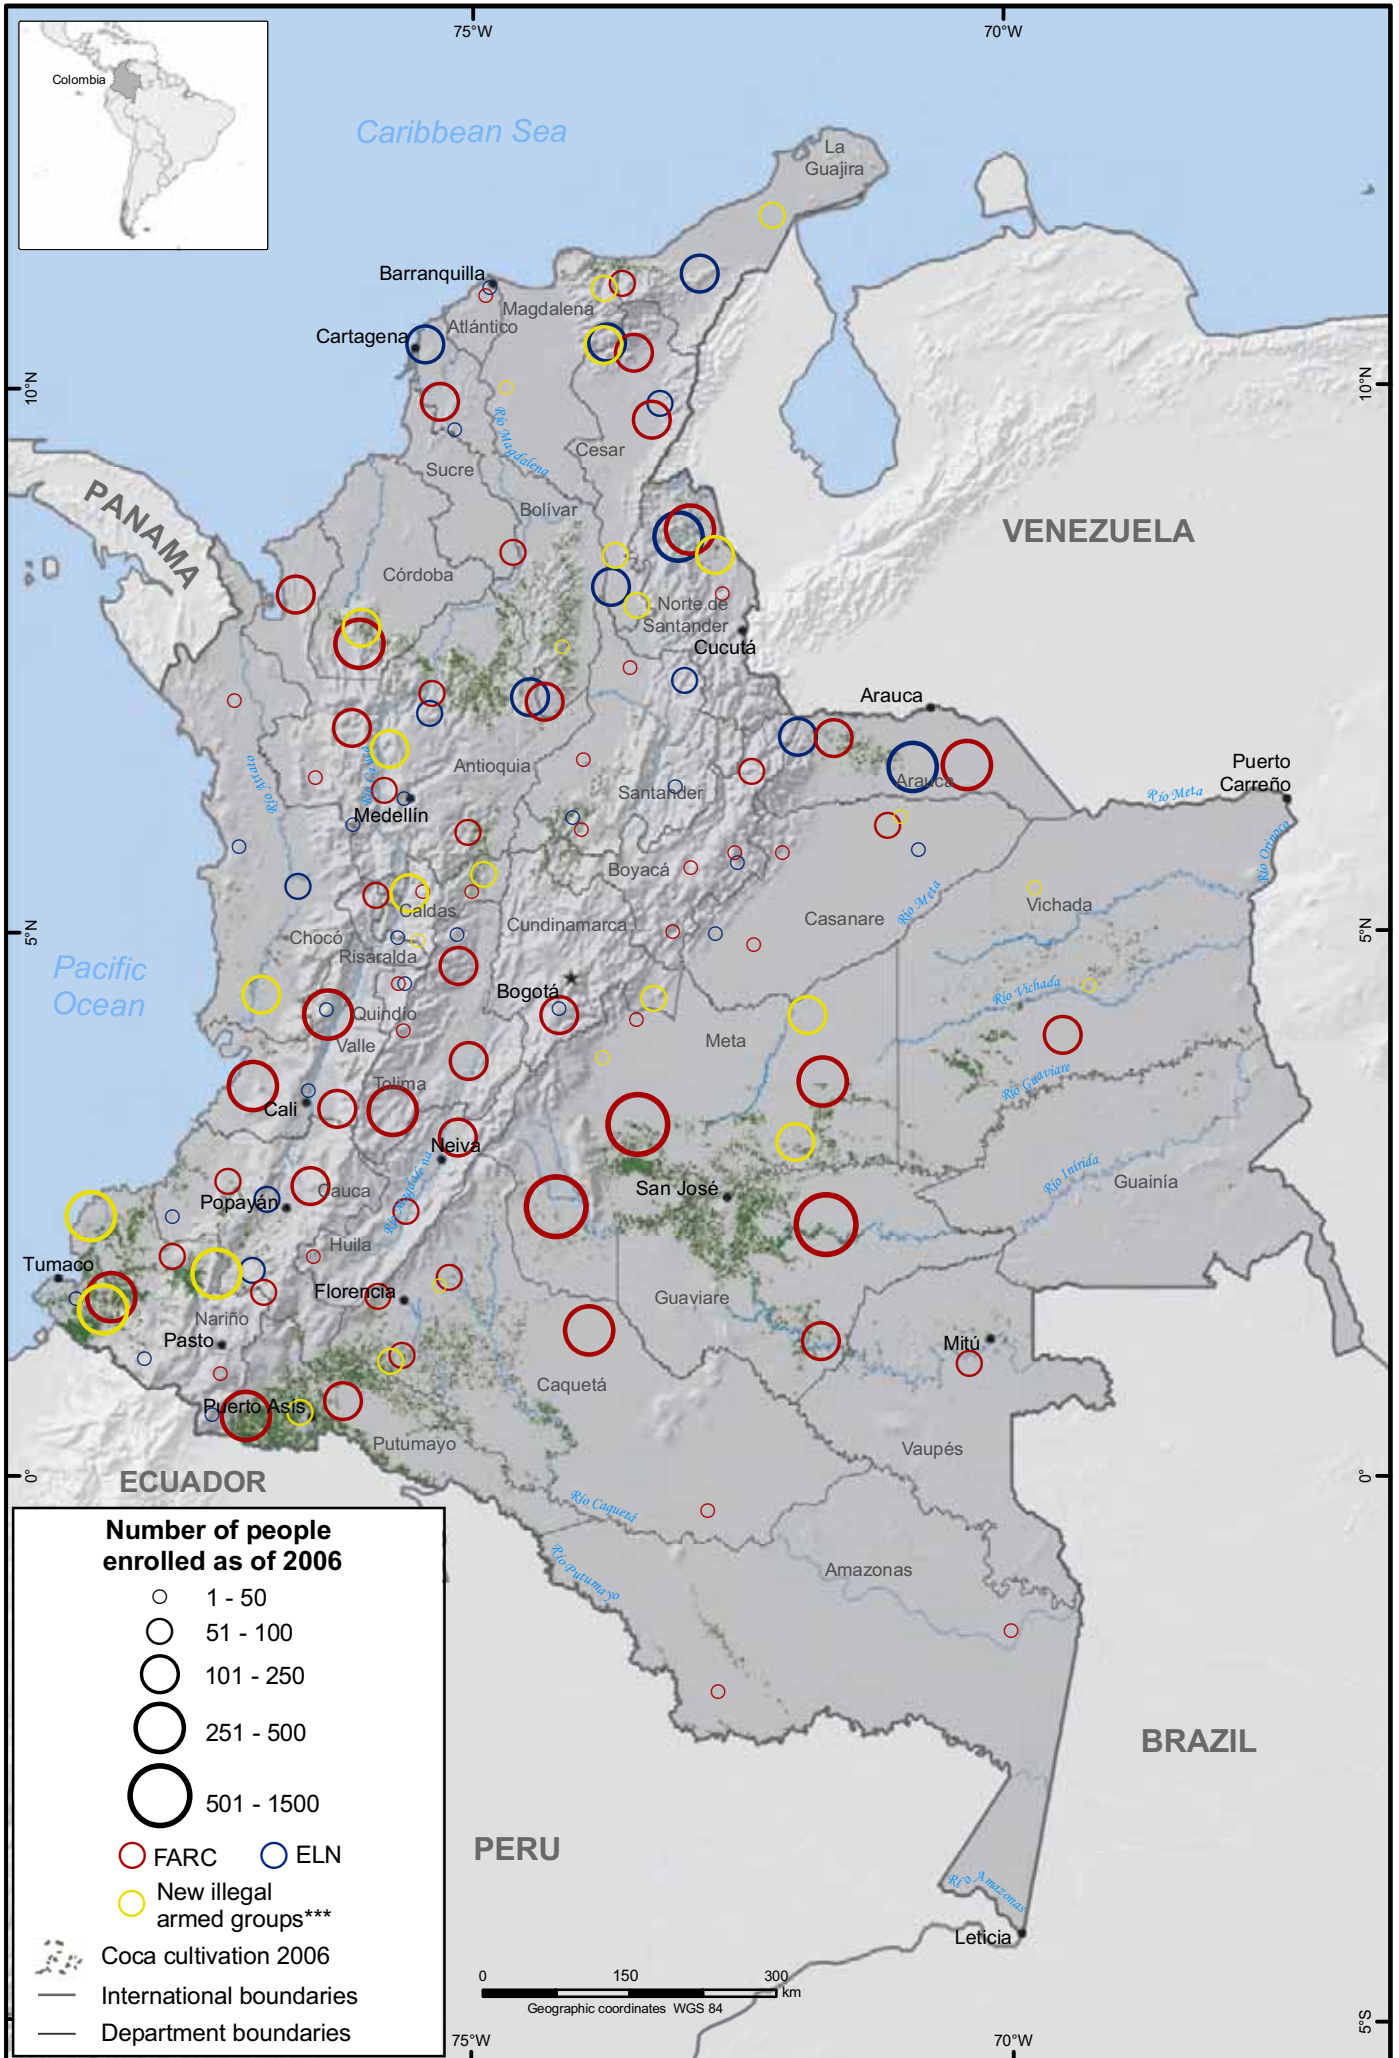 75°W
70°W
Colombia
Caribbean Sea
La
Guajira
Barranquilla
Magdalena
Atlántico
Cartagena
10°N
10°N
Río Magdalena
Cesar
Sucre
PANAMA
Bolívar
VENEZUELA
Córdoba
Norte de
Santander
Cucutá
Arauca
Puerto
Carreño
Río Atrato
Antioquia
Arauca
Río Meta
Santander
Medellín
Río Orinoco
Boyacá
Caldas
Cundinamarca
Casanare
Río Meta
Vichada
5°N
5°N
Chocó
Risaralda
Pacific
Ocean
Bogotá
Río Vichada
Quindío
Valle
Meta
Tolima
Río Guaviare
Cali
Neiva
Río Magdalena
Río Inírida
Guainía
San José
Cauca
Popayán
Huila
Tumaco
Florencia
Guaviare
Nariño
Pasto
Mitú
Caquetá
Puerto Asís
Putumayo
Vaupés
ECUADOR
0°
0°
Río Caquetá
Río Putumayo
Amazonas
Number of people
enrolled as of 2006
1 - 50
51 - 100
101 - 250
251 - 500
501 - 1500
FARC
ELN
New illegal
armed groups***
Coca cultivation 2006
International boundaries
Department boundaries
BRAZIL
PERU
Río Amazonas
Leticia
0
150
300
km
Geographic coordinates WGS 84
5°S
75°W
70°W